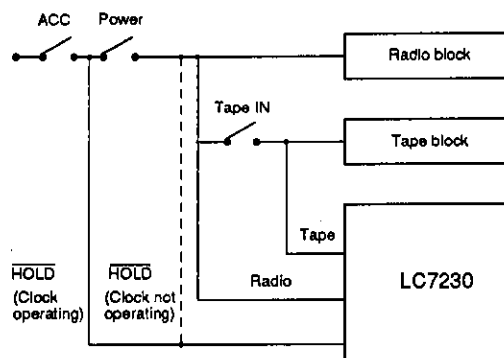 ACC
Power
Radio block
Tape IN
Tape block
Tape
HOLD
(Clock
operating)
HOLD
(Clock not
operating)
Radio
LC7230